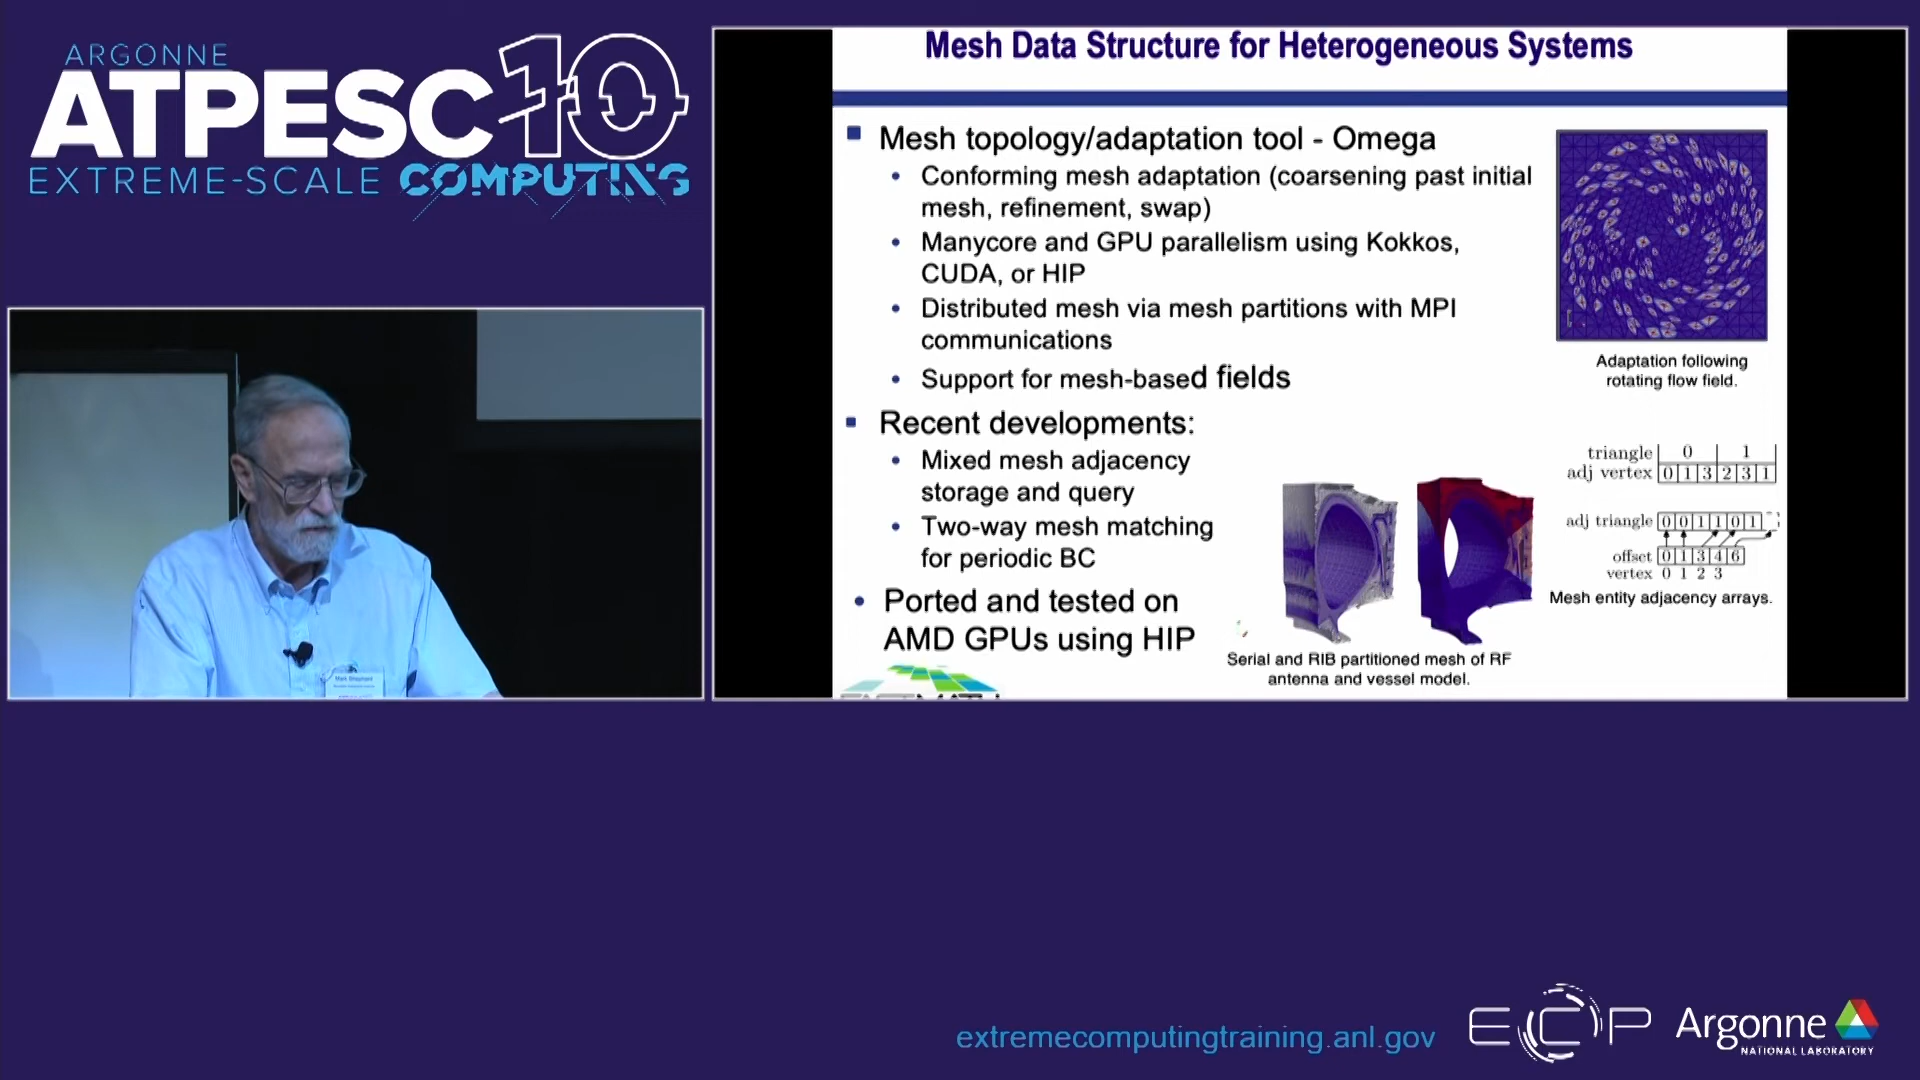 ARGONNE
ATPESC10
EXTREME-SCALE COMPUTING
Mesh Data Structure for Heterogeneous Systems
Mesh topology/adaptation tool - Omega
Conforming mesh adaptation (coarsening past initial
mesh, refinement, swap)
Manycore and GPU parallelism using Kokkos,
CUDA, or HIP
Distributed mesh via mesh partitions with MPI
communications
Support for mesh-based fields
Adaptation following
rotating flow field.
Recent developments:
Mixed mesh adjacency
storage and query
Two-way mesh matching
for periodic BC
Ported and tested on
AMD GPUs using HIP
Serial and RIB partitioned mesh of RF
antenna and vessel model.
triangle 0 1
adj vertex 0 1 3 2 3 1
adj triangle 0 0 1 1 0 1
offset 0 1 3 4 6
vertex 0 1 2 3
Mesh entity adjacency arrays.
extremecomputingtraining.anl.gov
ECP
Argonne
NATIONAL LABORATORY